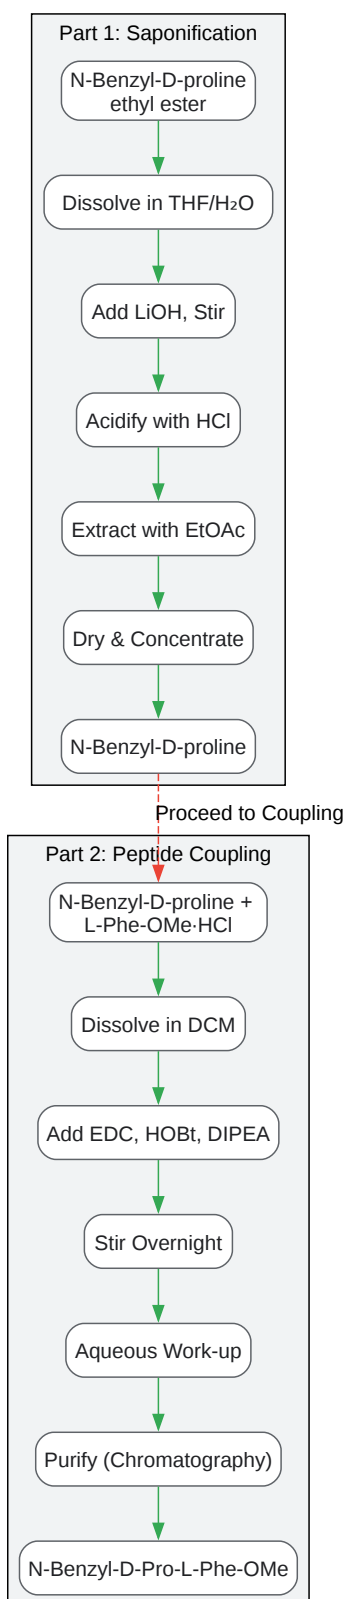 Part 1: Saponification
N-Benzyl-D-proline
ethyl ester
Dissolve in THF/H₂O
Add LiOH, Stir
Acidify with HCl
Extract with EtOAc
Dry & Concentrate
N-Benzyl-D-proline
Proceed to Coupling
Part 2: Peptide Coupling
N-Benzyl-D-proline +
L-Phe-OMe·HCl
Dissolve in DCM
Add EDC, HOBt, DIPEA
Stir Overnight
Aqueous Work-up
Purify (Chromatography)
N-Benzyl-D-Pro-L-Phe-OMe